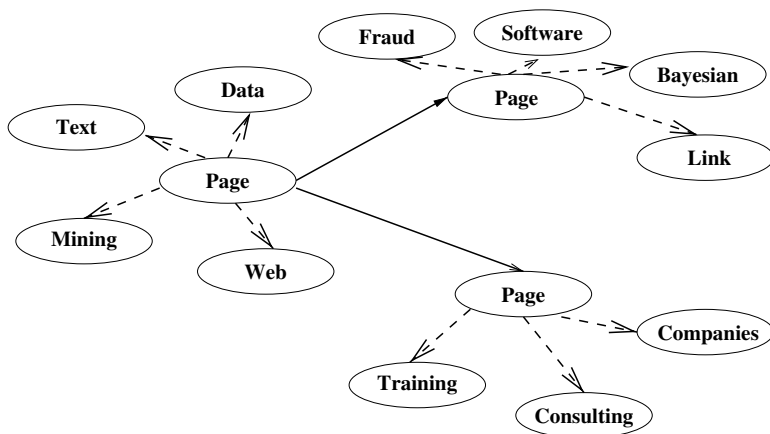 Software
Fraud
Bayesian
Data
Page
Text
Link
Page
Mining
Web
Page
Companies
Training
Consulting